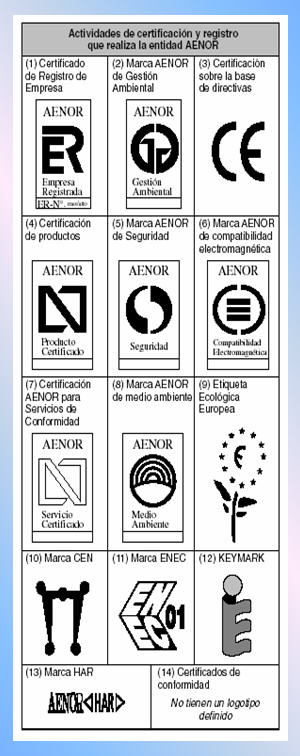 Actividades de certificación y registro
que realiza la entidad AENOR
(1) Certificado
de Registro de
Empresa
AENOR
ER
Empresa
Registrada
ER-Nº.
(2) Marca AENOR
de Gestión
Ambiental
AENOR
Gestión
Ambiental
(3) Certificación
sobre la base
de directivas
CE
(4) Certificación
de productos
AENOR
N
Producto
Certificado
(5) Marca AENOR
de Seguridad
AENOR
Seguridad
(6) Marca AENOR
de compatibilidad
electromagnética
AENOR
Compatibilidad
Electromagnética
(7) Certificación
AENOR para
Servicios de
Conformidad
AENOR
N
Servicio
Certificado
(8) Marca AENOR
de medio ambiente
AENOR
Medio
Ambiente
(9) Etiqueta
Ecológica
Europea
€
(10) Marca CEN
(11) Marca ENEC
EN
EC
01
(12) KEYMARK
(13) Marca HAR
AENOR<HAR>
(14) Certificados de
conformidad
No tienen un logotipo
definido